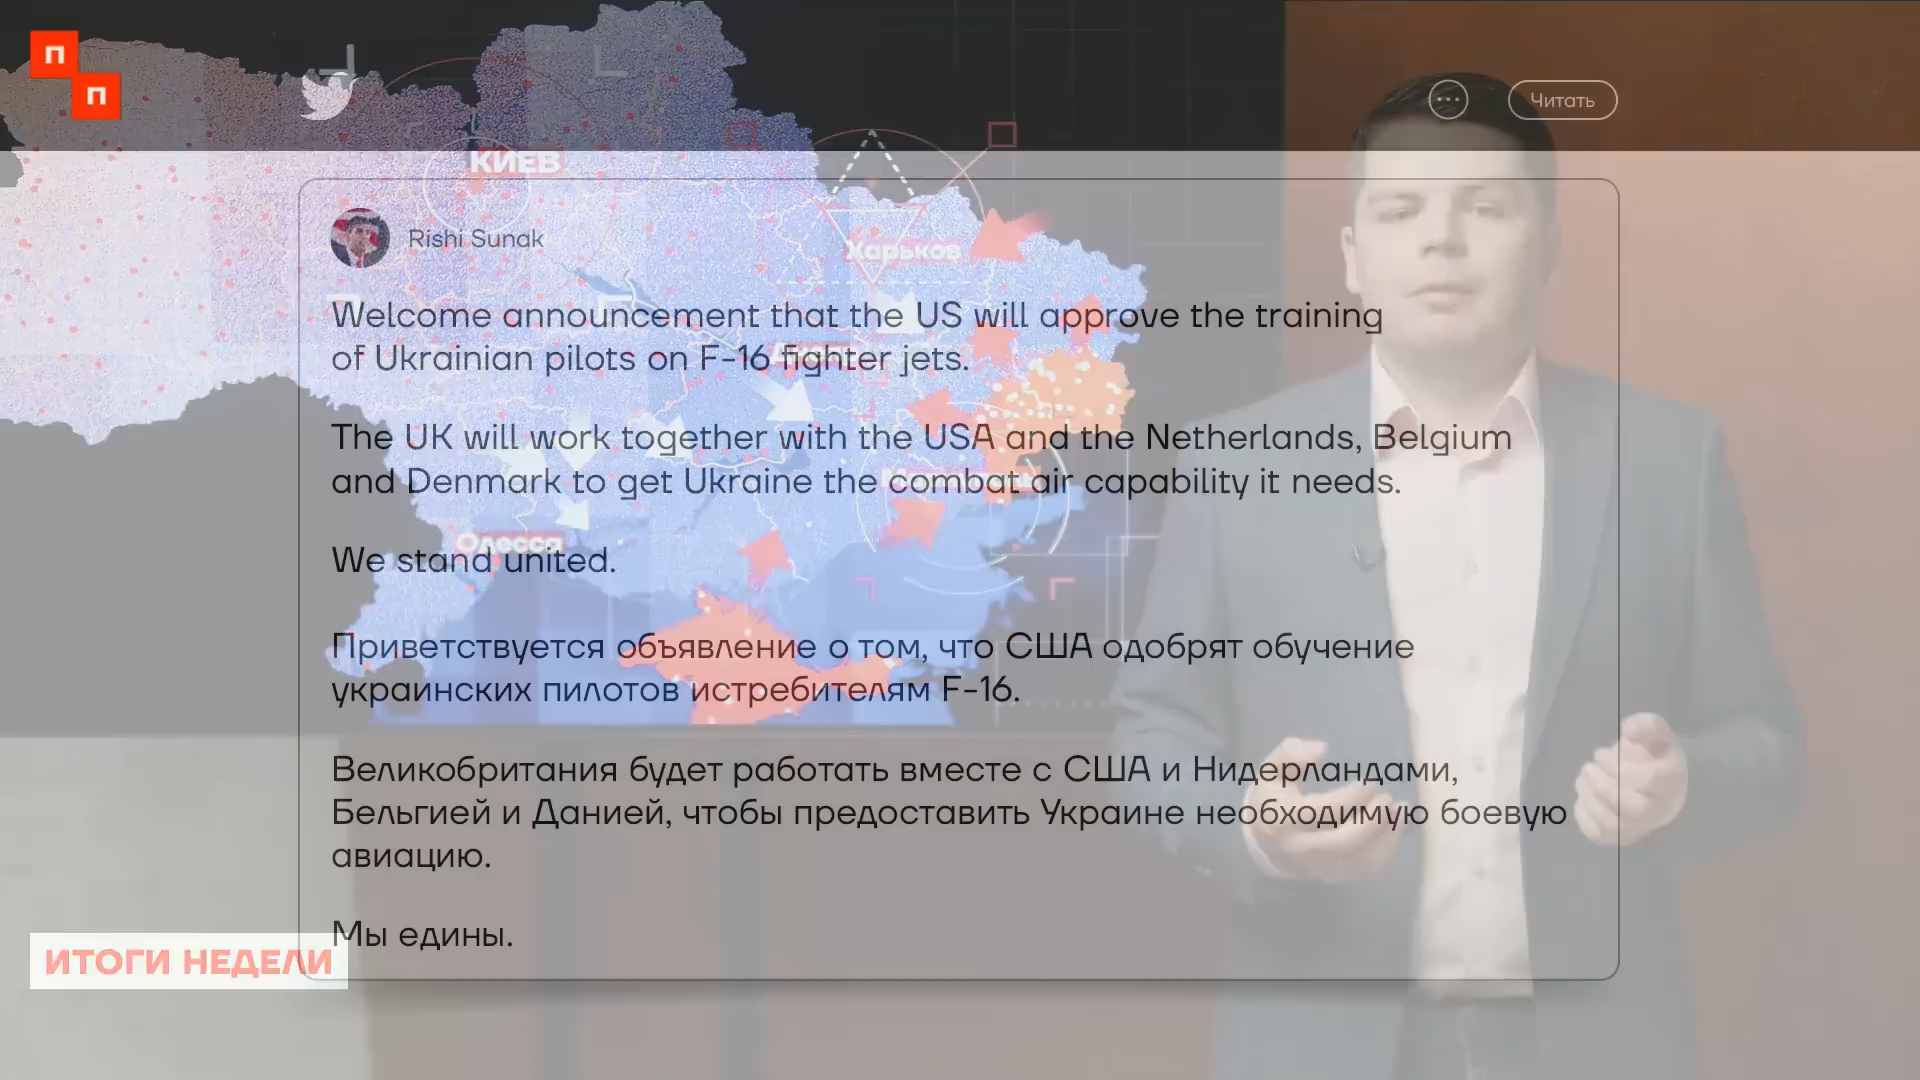 П
П
Читать
КИЕВ
Харьков
Rishi Sunak
Welcome announcement that the US will approve the training
of Ukrainian pilots on F-16 fighter jets.
The UK will work together with the USA and the Netherlands, Belgium
and Denmark to get Ukraine the combat air capability it needs.
Одесса
We stand united.
Приветствуется объявление о том, что США одобрят обучение
украинских пилотов истребителям F-16.
Великобритания будет работать вместе с США и Нидерландами,
Бельгией и Данией, чтобы предоставить Украине необходимую боевую
авиацию.
Мы едины.
ИТОГИ НЕДЕЛИ